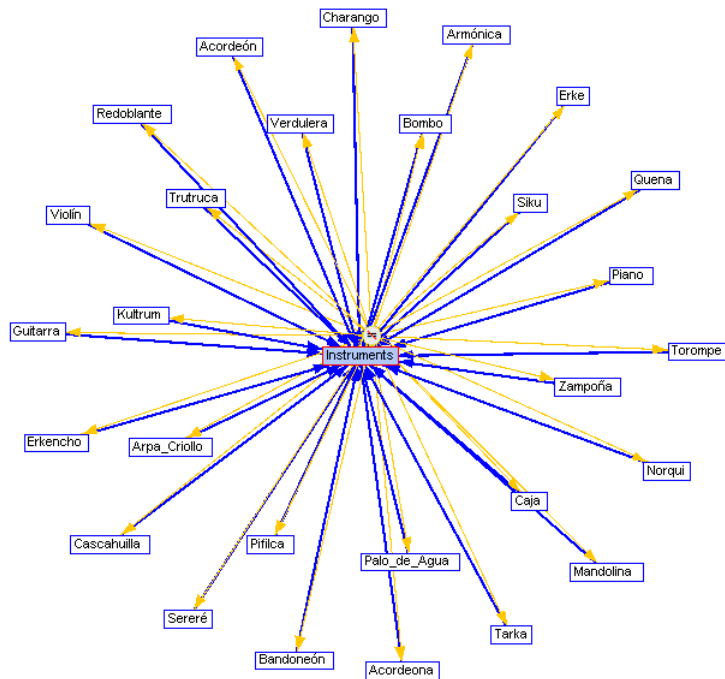 Charango
Armónica
Acordeón
Erke
Redoblante
Verdulera
Bombo
Quena
Trutruca
Siku
Violín
Piano
Kultrum
Guitarra
Instruments
Torompe
Zampoña
Erkencho
Arpa_Criollo
Norqui
Caja
Cascahuilla
Pifilca
Palo_de_Agua
Mandolina
Sereré
Tarka
Bandoneón
Acordeona